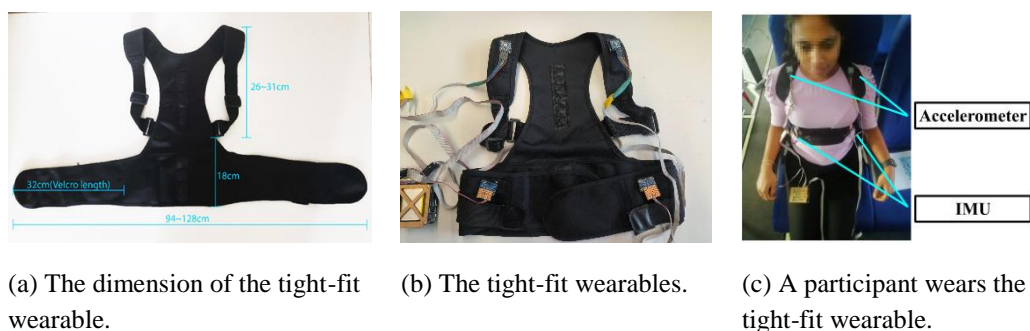 26~31cm
32cm(Velcro length)
18cm
94~128cm
Accelerometer
IMU
(a) The dimension of the tight-fit
wearable.
(b) The tight-fit wearables.
(c) A participant wears the
tight-fit wearable.